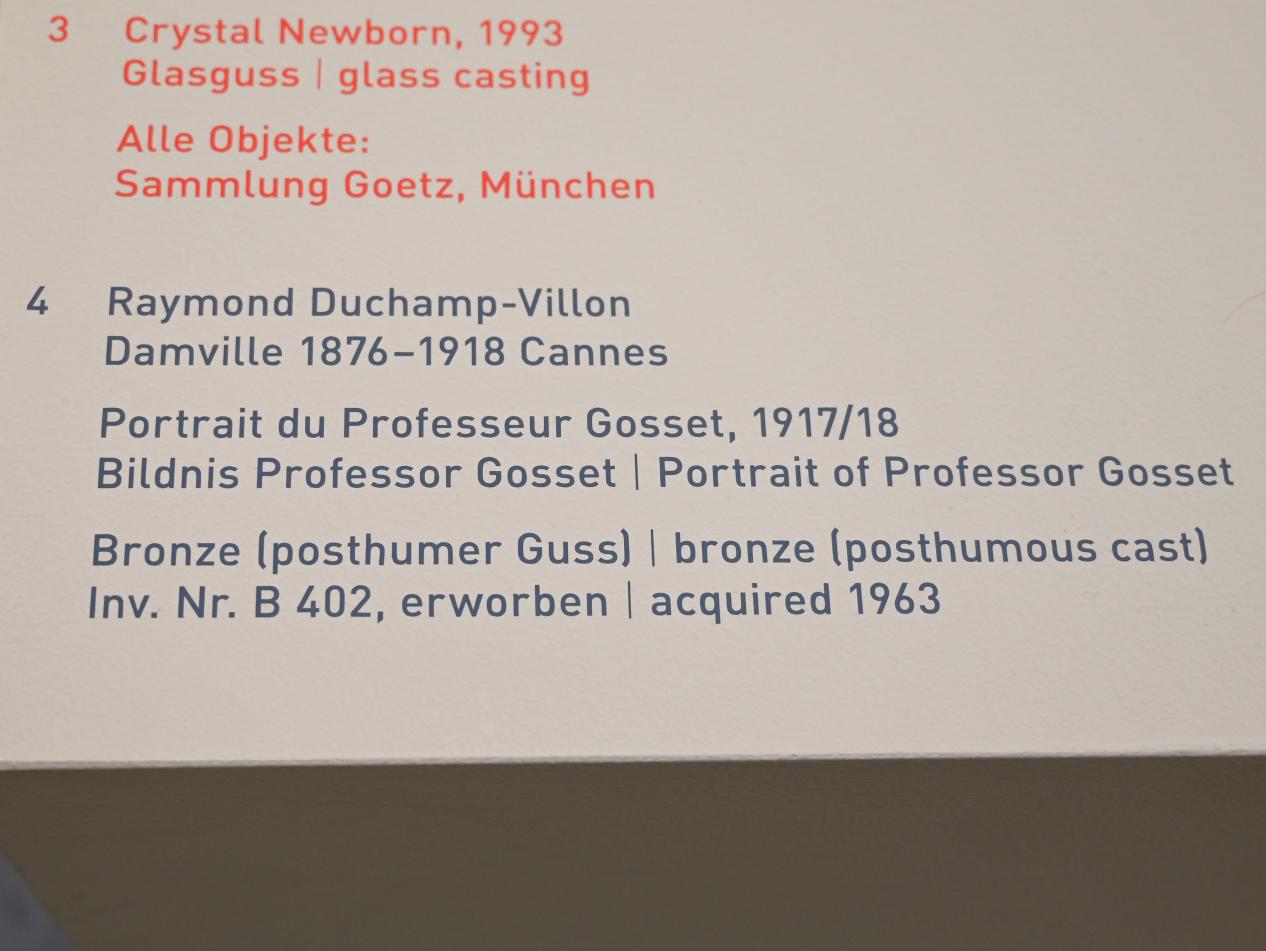 3 Crystal Newborn, 1993
Glasguss | glass casting
Alle Objekte:
Sammlung Goetz, München
4 Raymond Duchamp-Villon
Damville 1876–1918 Cannes
Portrait du Professeur Gosset, 1917/18
Bildnis Professor Gosset | Portrait of Professor Gosset
Bronze (posthumer Guss) | bronze (posthumous cast)
Inv. Nr. B 402, erworben | acquired 1963